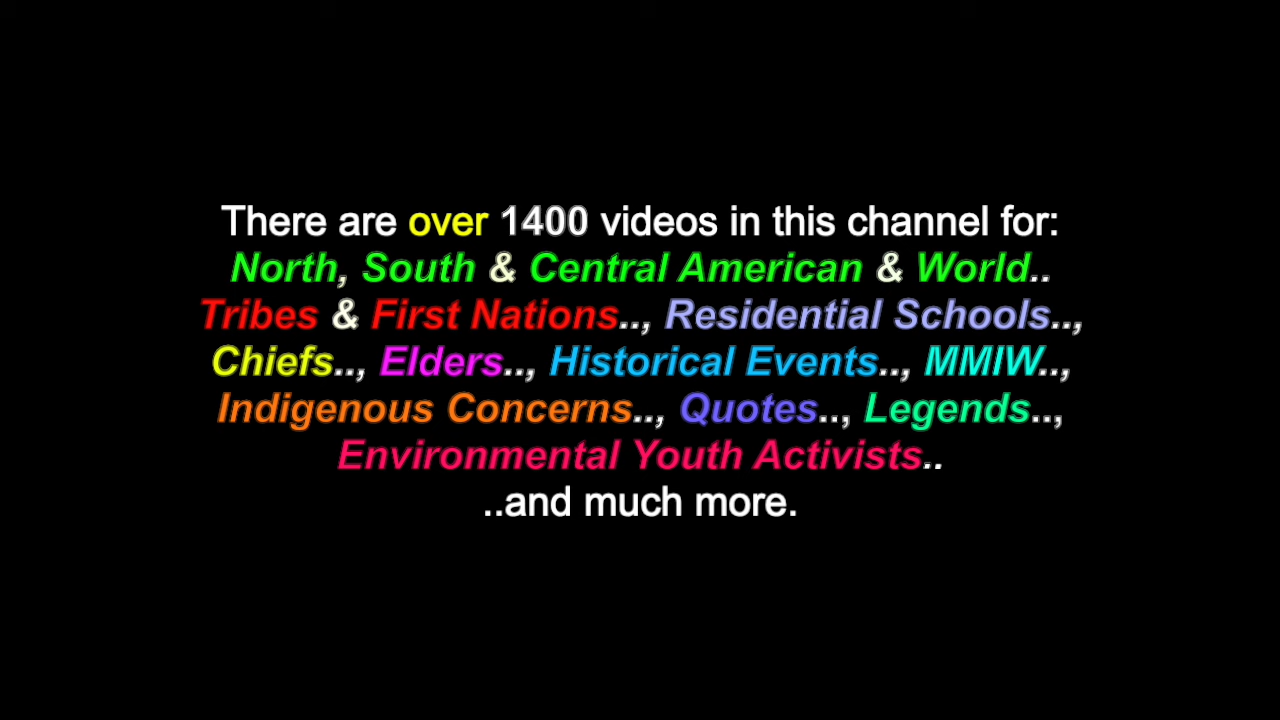 There are over 1400 videos in this channel for:
North, South & Central American & World..
Tribes & First Nations.., Residential Schools..,
Chiefs.., Elders.., Historical Events.., MMIW..,
Indigenous Concerns.., Quotes.., Legends..,
Environmental Youth Activists..
..and much more.